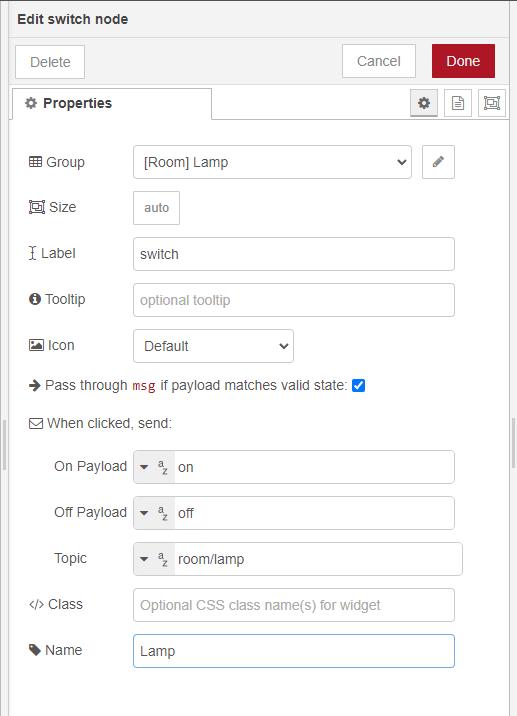 Edit switch node
Delete
Cancel
Done
Properties
Group
[Room] Lamp
Size
auto
Label
switch
Tooltip
optional tooltip
Icon
Default
Pass through msg if payload matches valid state:
When clicked, send:
On Payload
a z
on
Off Payload
a z
off
Topic
a z
room/lamp
</> Class
Optional CSS class name(s) for widget
Name
Lamp